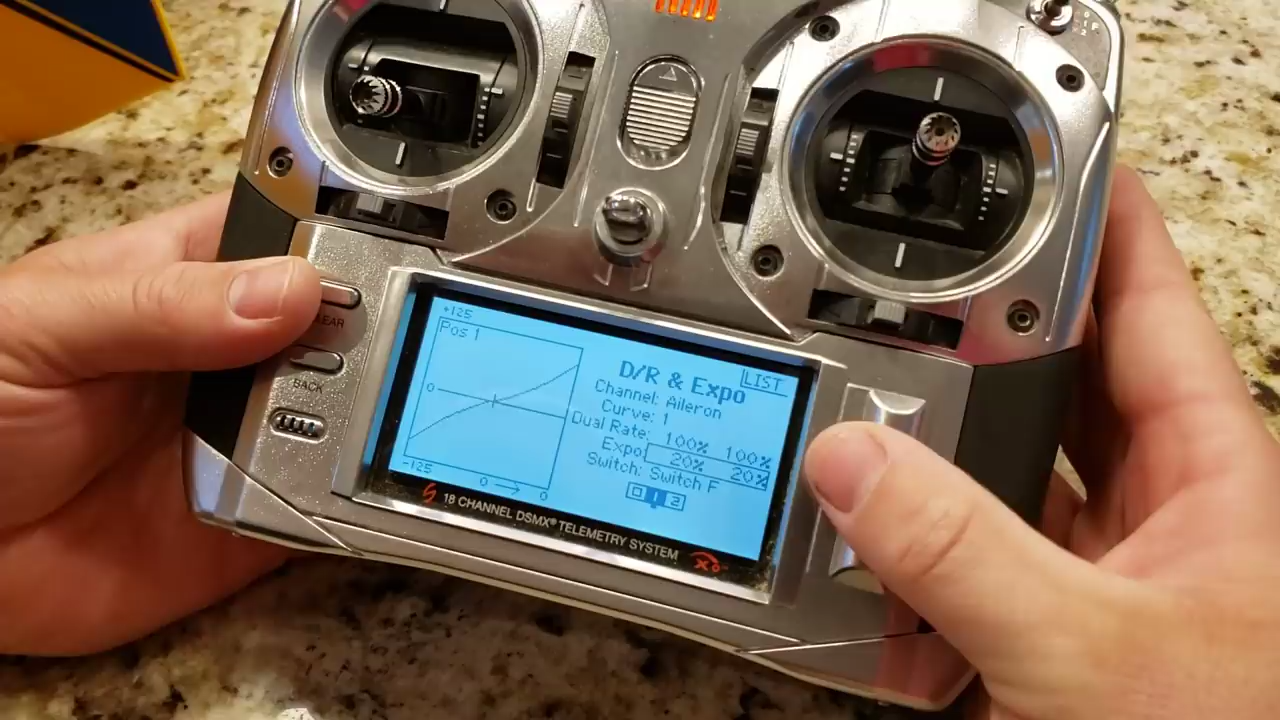 CLEAR
BACK
+125
Pos 1
0
-125
0 → 0
D/R & Expo
LIST
Channel: Aileron
Curve: 1
Dual Rate: 100% 100%
Expo: 20% 20%
Switch: Switch F
0 1 2
18 CHANNEL DSMX® TELEMETRY SYSTEM